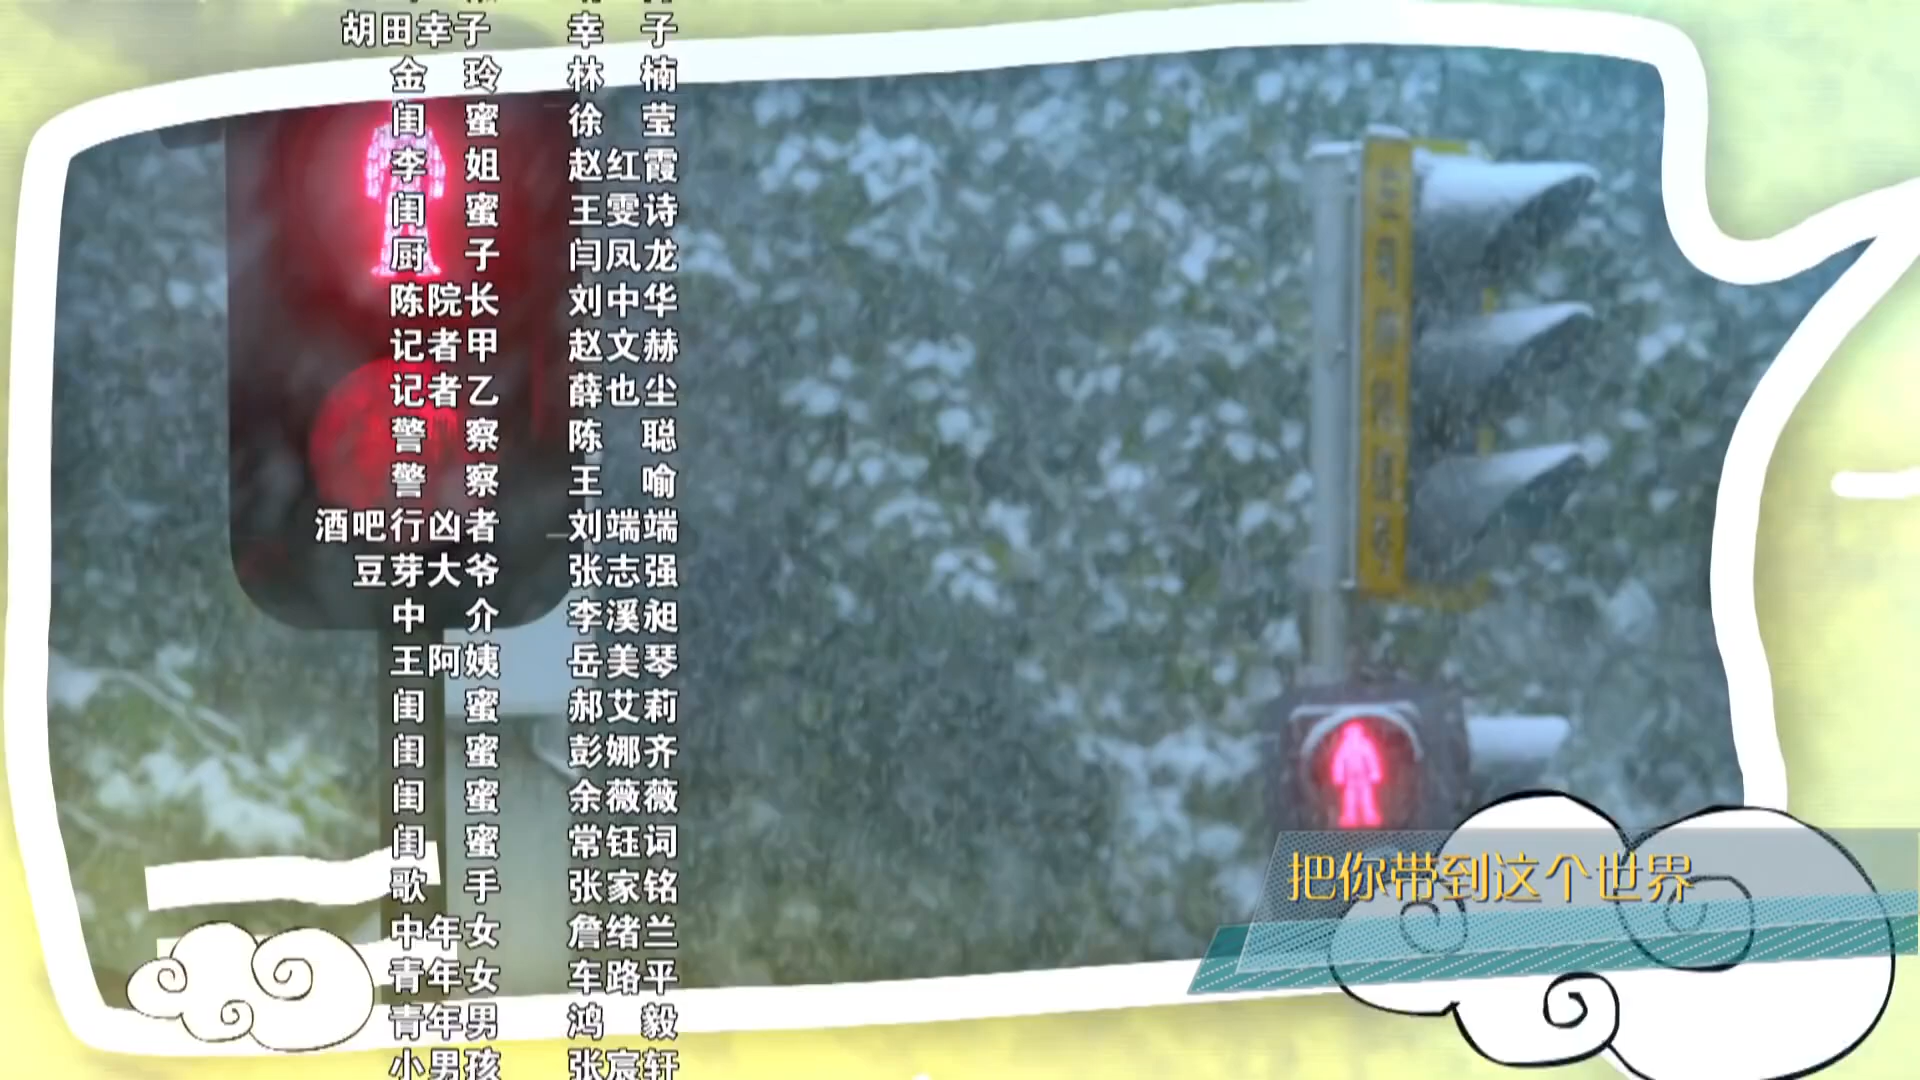 胡田幸子 幸子
金玲 林楠
闺蜜 徐莹
李姐 赵红霞
闺蜜 王雯诗
厨子 闫凤龙
陈院长 刘中华
记者甲 赵文赫
记者乙 薛也尘
警察 陈聪
警察 王喻
酒吧行凶者 刘端端
豆芽大爷 张志强
中介 李溪昶
王阿姨 岳美琴
闺蜜 郝艾莉
闺蜜 彭娜齐
闺蜜 余薇薇
闺蜜 常钰词
歌手 张家铭
中年女 詹绪兰
青年女 车路平
青年男 鸿毅
小男孩 张宸轩
把你带到这个世界